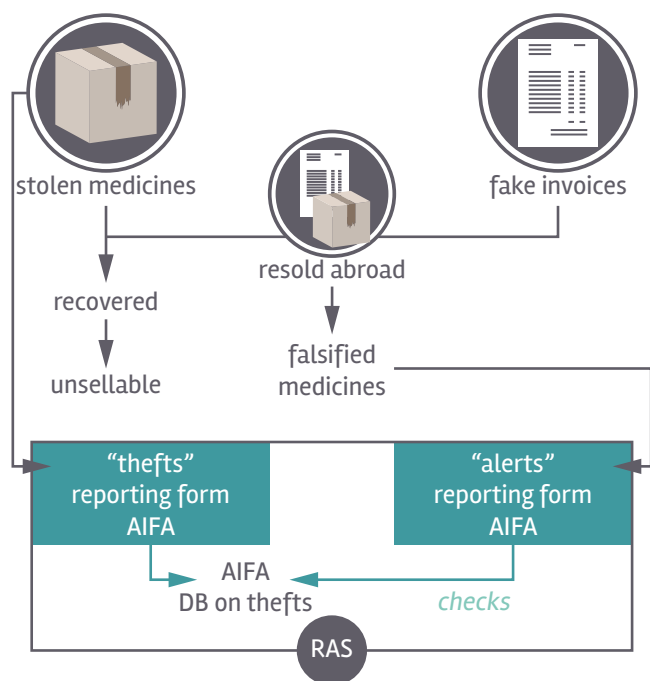 stolen medicines
fake invoices
resold abroad
recovered
falsified
medicines
unsellable
“thefts”
reporting form
AIFA
“alerts”
reporting form
AIFA
AIFA
DB on thefts
checks
RAS